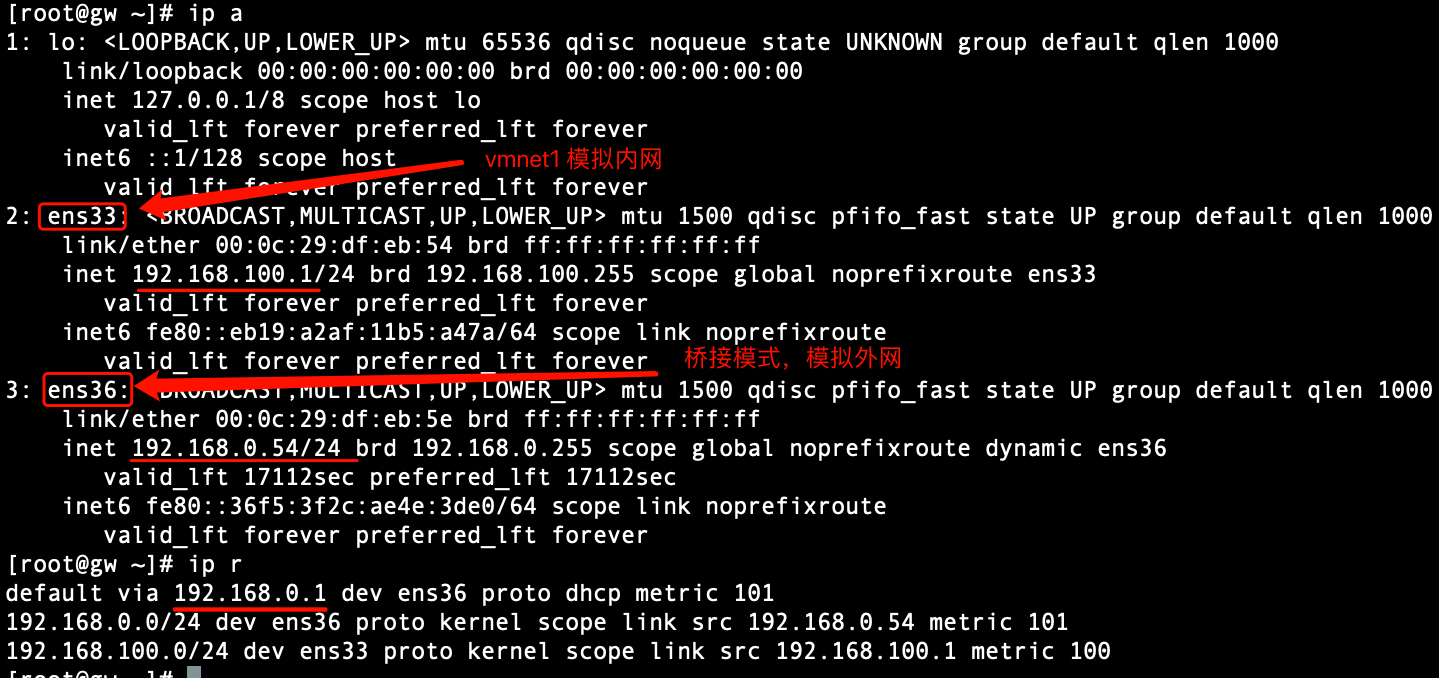 [root@gw ~]# ip a
1: lo: <LOOPBACK,UP,LOWER_UP> mtu 65536 qdisc noqueue state UNKNOWN group default qlen 1000
    link/loopback 00:00:00:00:00:00 brd 00:00:00:00:00:00
    inet 127.0.0.1/8 scope host lo
       valid_lft forever preferred_lft forever
    inet6 ::1/128 scope host
vmnet1 模拟内网
       valid_lft forever preferred_lft forever
2: ens33: <BROADCAST,MULTICAST,UP,LOWER_UP> mtu 1500 qdisc pfifo_fast state UP group default qlen 1000
    link/ether 00:0c:29:df:eb:54 brd ff:ff:ff:ff:ff:ff
    inet 192.168.100.1/24 brd 192.168.100.255 scope global noprefixroute ens33
       valid_lft forever preferred_lft forever
    inet6 fe80::eb19:a2af:11b5:a47a/64 scope link noprefixroute
       valid_lft forever preferred_lft forever
桥接模式，模拟外网
3: ens36: <BROADCAST,MULTICAST,UP,LOWER_UP> mtu 1500 qdisc pfifo_fast state UP group default qlen 1000
    link/ether 00:0c:29:df:eb:5e brd ff:ff:ff:ff:ff:ff
    inet 192.168.0.54/24 brd 192.168.0.255 scope global noprefixroute dynamic ens36
       valid_lft 17112sec preferred_lft 17112sec
    inet6 fe80::36f5:3f2c:ae4e:3de0/64 scope link noprefixroute
       valid_lft forever preferred_lft forever
[root@gw ~]# ip r
default via 192.168.0.1 dev ens36 proto dhcp metric 101
192.168.0.0/24 dev ens36 proto kernel scope link src 192.168.0.54 metric 101
192.168.100.0/24 dev ens33 proto kernel scope link src 192.168.100.1 metric 100
[root@gw ~]#